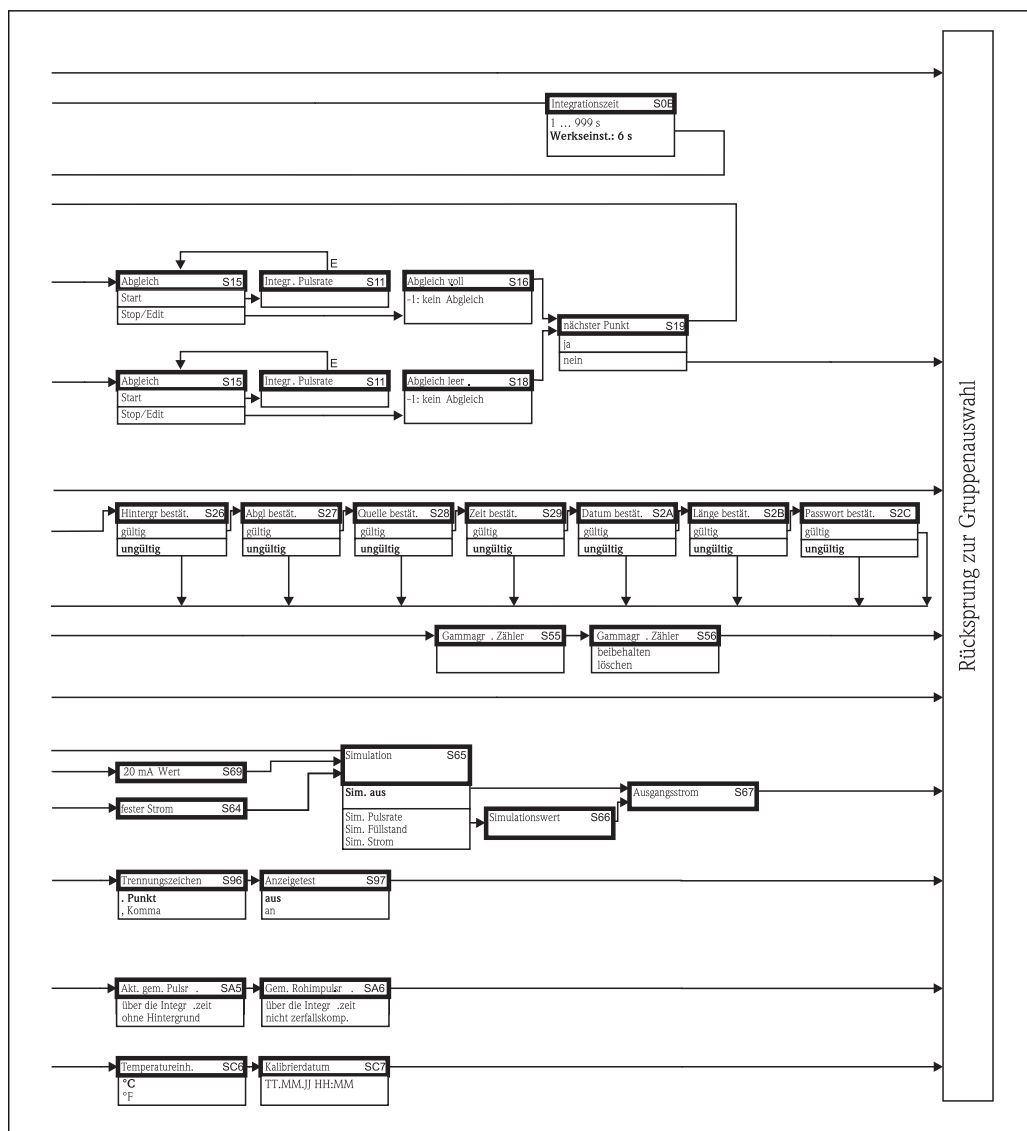 Integrationszeit S0B
1 … 999 s
Werkseinst.: 6 s
E
Abgleich S15
Start
Stop/Edit
Integr. Pulsrate S11
Abgleich voll S16
-1: kein Abgleich
nächster Punkt S19
ja
nein
E
Abgleich S15
Start
Stop/Edit
Integr. Pulsrate S11
Abgleich leer. S18
-1: kein Abgleich
Hintergr bestät. S26
gültig
ungültig
Abgl bestät. S27
gültig
ungültig
Quelle bestät. S28
gültig
ungültig
Zeit bestät. S29
gültig
ungültig
Datum bestät. S2A
gültig
ungültig
Länge bestät. S2B
gültig
ungültig
Passwort bestät. S2C
gültig
ungültig
Gammagr . Zähler S55
Gammagr . Zähler S56
beibehalten
löschen
20 mA Wert S69
fester Strom S64
Simulation S65
Sim. aus
Sim. Pulsrate
Sim. Füllstand
Sim. Strom
Simulationswert S66
Ausgangsstrom S67
Trennungszeichen S96
. Punkt
, Komma
Anzeigetest S97
aus
an
Akt. gem. Pulsr . SA5
über die Integr .zeit
ohne Hintergrund
Gem. Rohimpulsr . SA6
über die Integr .zeit
nicht zerfallskomp.
Temperatureinh. SC6
°C
°F
Kalibrierdatum SC7
TT.MM.JJ HH:MM
Rücksprung zur Gruppenauswahl